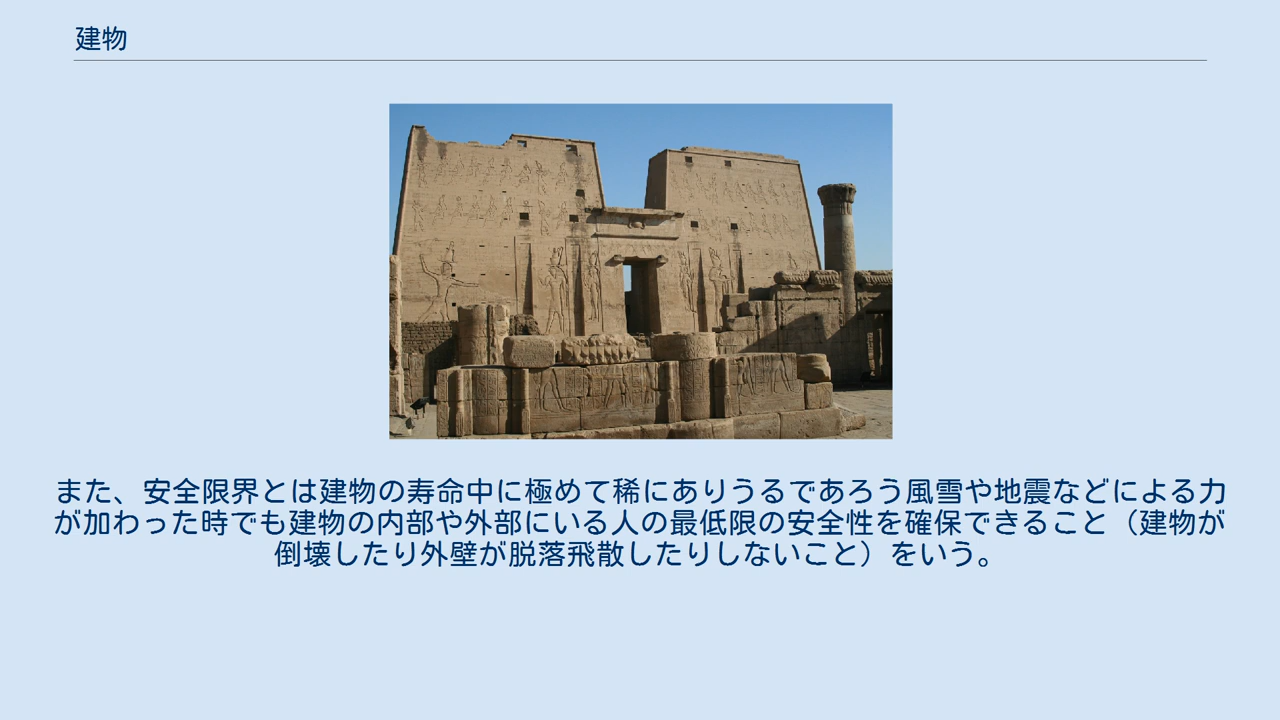 建物
また、安全限界とは建物の寿命中に極めて稀にありうるであろう風雪や地震などによる力
が加わった時でも建物の内部や外部にいる人の最低限の安全性を確保できること（建物が
倒壊したり外壁が脱落飛散したりしないこと）をいう。